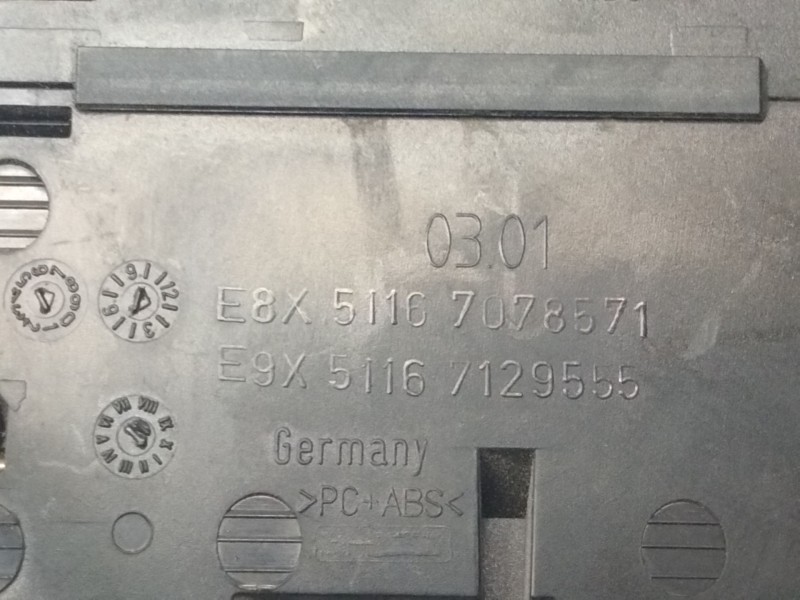 03.01
E8X 5116 7078571
E9X 5116 7129555
Germany
>PC+ABS<